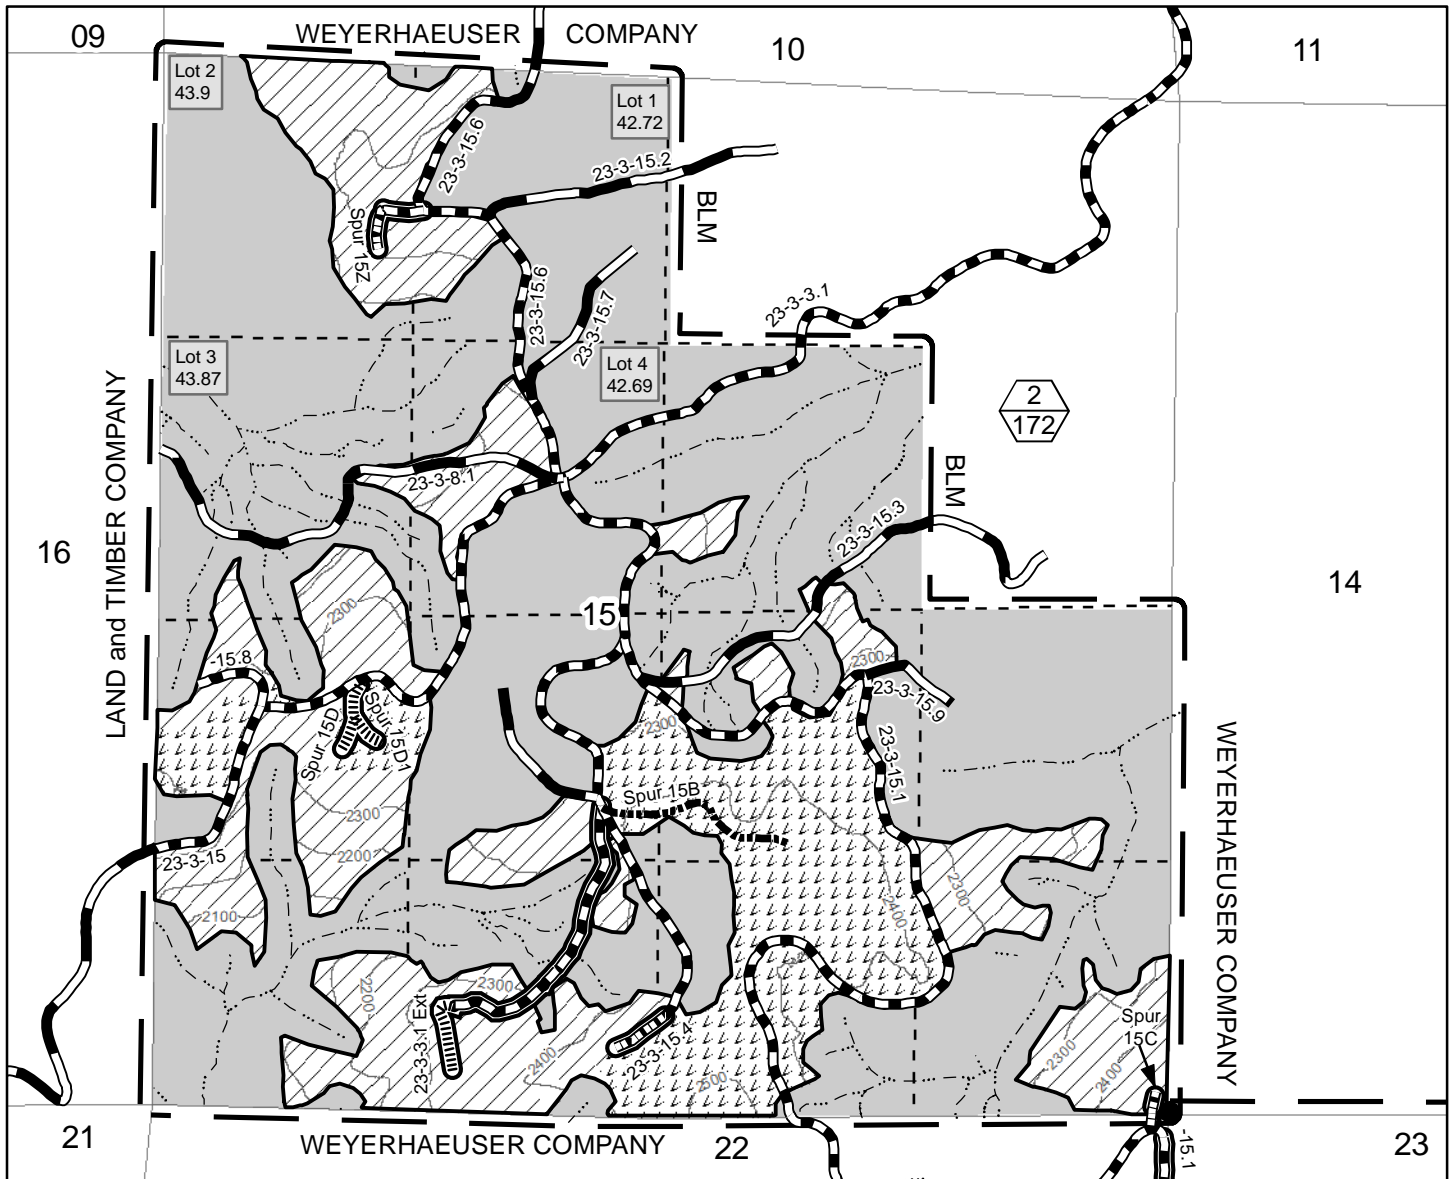 09
WEYERHAEUSER COMPANY
10
11
Lot 2
43.9
Lot 1
42.72
23-3-15.6
23-3-15.2
BLM
Spur 15Z
23-3-15.6
23-3-15.7
23-3-3.1
Lot 3
43.87
Lot 4
42.69
2
172
LAND and TIMBER COMPANY
23-3-8.1
BLM
23-3-15.3
16
14
2300
15
-15.8
2300
23-3-15.9
Spur 15D
Spur 15D1
2300
23-3-15.1
WEYERHAEUSER COMPANY
Spur 15B
2300
2200
23-3-15
2300
2400
2100
2200
2300
23-3-3.1 Ext
Spur
15C
23-3-15.4
2400
2300
2400
2500
21
WEYERHAEUSER COMPANY
22
-15.1
23